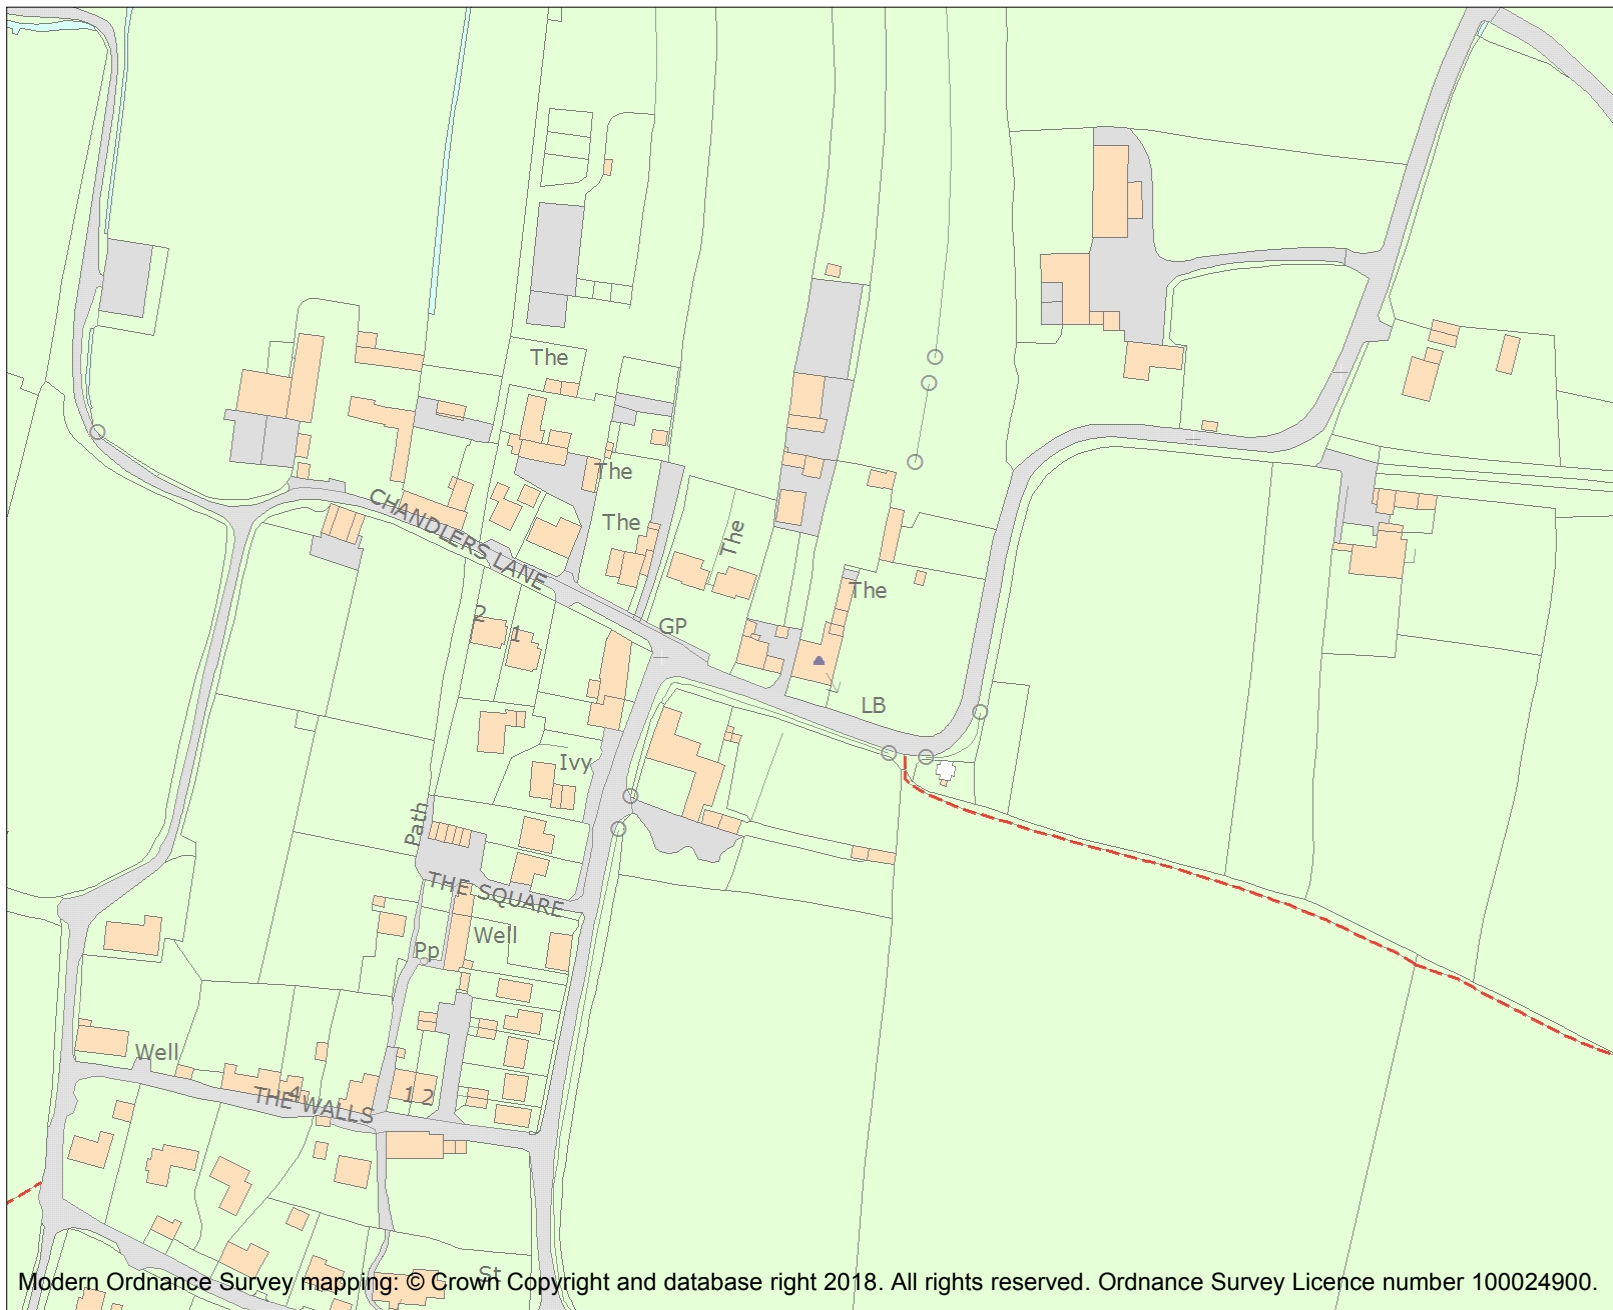 The
The
CHANDLERS LANE
The
The
The
2
1
GP
LB
Ivy
Path
THE SQUARE
Well
Pp
Well
4
THE WALLS
1 2
St
Modern Ordnance Survey mapping: © Crown Copyright and database right 2018. All rights reserved. Ordnance Survey Licence number 100024900.